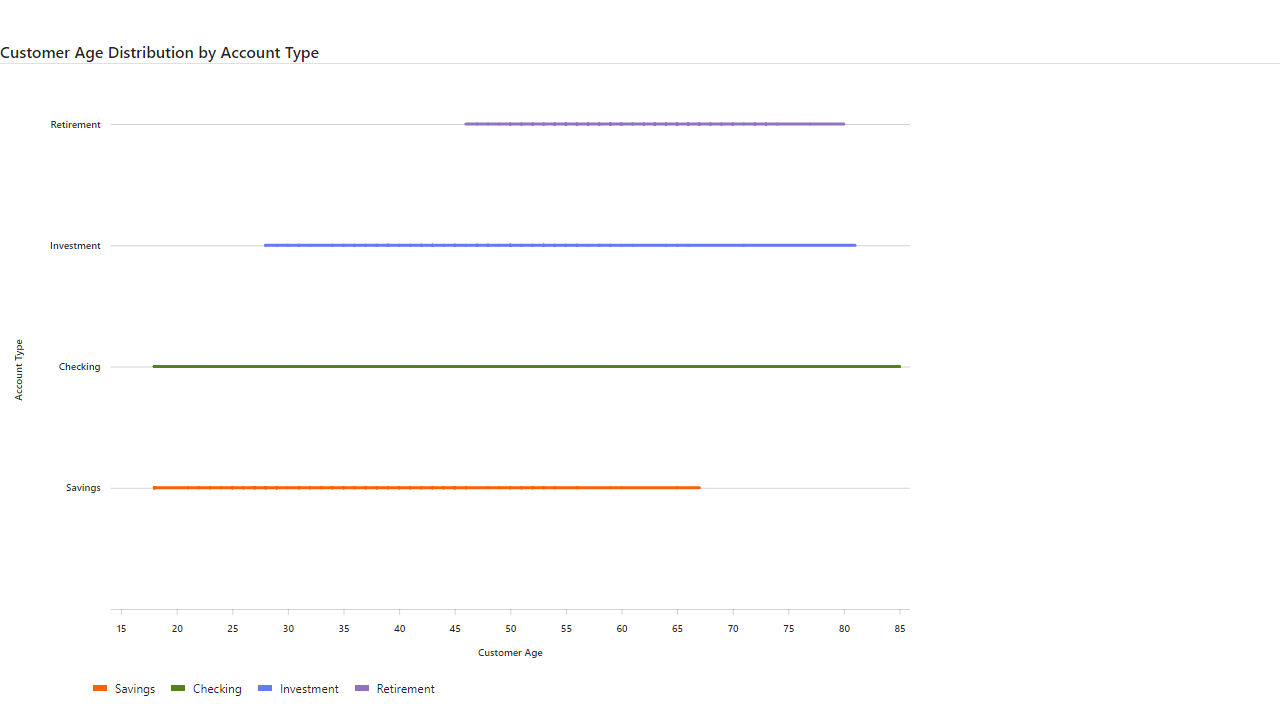 Customer Age Distribution by Account Type
Retirement
Investment
Checking
Savings
Account Type
15 20 25 30 35 40 45 50 55 60 65 70 75 80 85
Customer Age
Savings Checking Investment Retirement